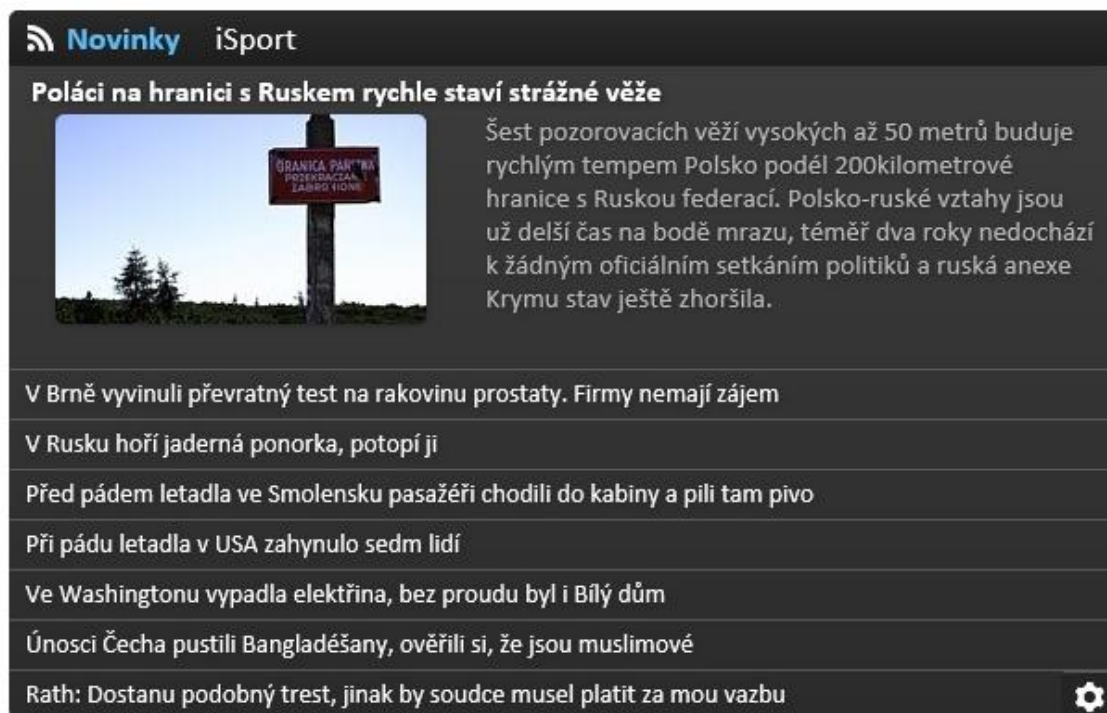 Novinky iSport
Poláci na hranici s Ruskem rychle staví strážné věže
GRANICA
Šest pozorovacích věží vysokých až 50 metrů buduje
rychlým tempem Polsko podél 200kilometrové
hranice s Ruskou federací. Polsko-ruské vztahy jsou
už delší čas na bodě mrazu, téměř dva roky nedochází
k žádným oficiálním setkáním politiků a ruská anexe
Krymu stav ještě zhoršila.
V Brně vyvinuli převratný test na rakovinu prostaty. Firmy nemají zájem
V Rusku hoří jaderná ponorka, potopí ji
Před pádem letadla ve Smolensku pasažéři chodili do kabiny a pili tam pivo
Při pádu letadla v USA zahynulo sedm lidí
Ve Washingtonu vypadla elektřina, bez proudu byl i Bílý dům
Únosci Čecha pustili Bangladéšany, ověřili si, že jsou muslimové
Rath: Dostanu podobný trest, jinak by soudce musel platit za mou vazbu